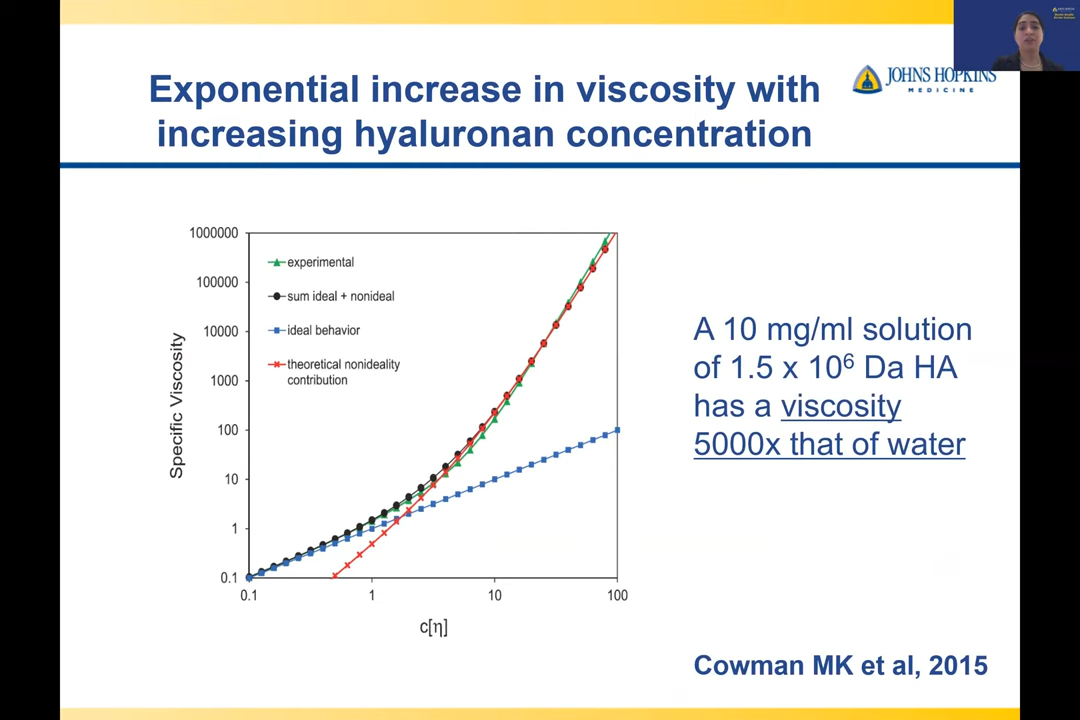 Exponential increase in viscosity with
increasing hyaluronan concentration
JOHNS HOPKINS
MEDICINE
1000000
100000
10000
1000
100
10
1
0.1
Specific Viscosity
experimental
sum ideal + nonideal
ideal behavior
theoretical nonideality
contribution
0.1 1 10 100
c[η]
A 10 mg/ml solution
of 1.5 x 10⁶ Da HA
has a viscosity
5000x that of water
Cowman MK et al, 2015